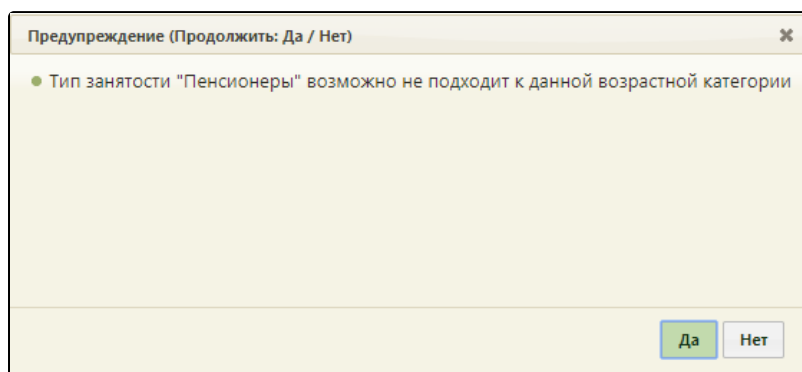 Предупреждение (Продолжить: Да / Нет)
Тип занятости "Пенсионеры" возможно не подходит к данной возрастной категории
Да Нет